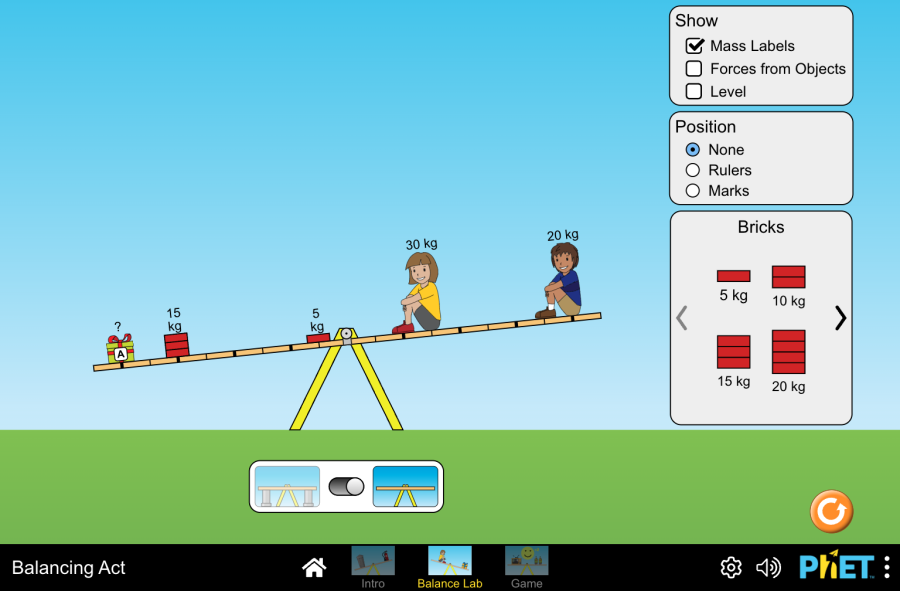 Show
Mass Labels
Forces from Objects
Level
Position
None
Rulers
Marks
Bricks
5 kg
10 kg
15 kg
20 kg
20 kg
30 kg
?
15
kg
5
kg
A
Balancing Act
Intro
Balance Lab
Game
PhET